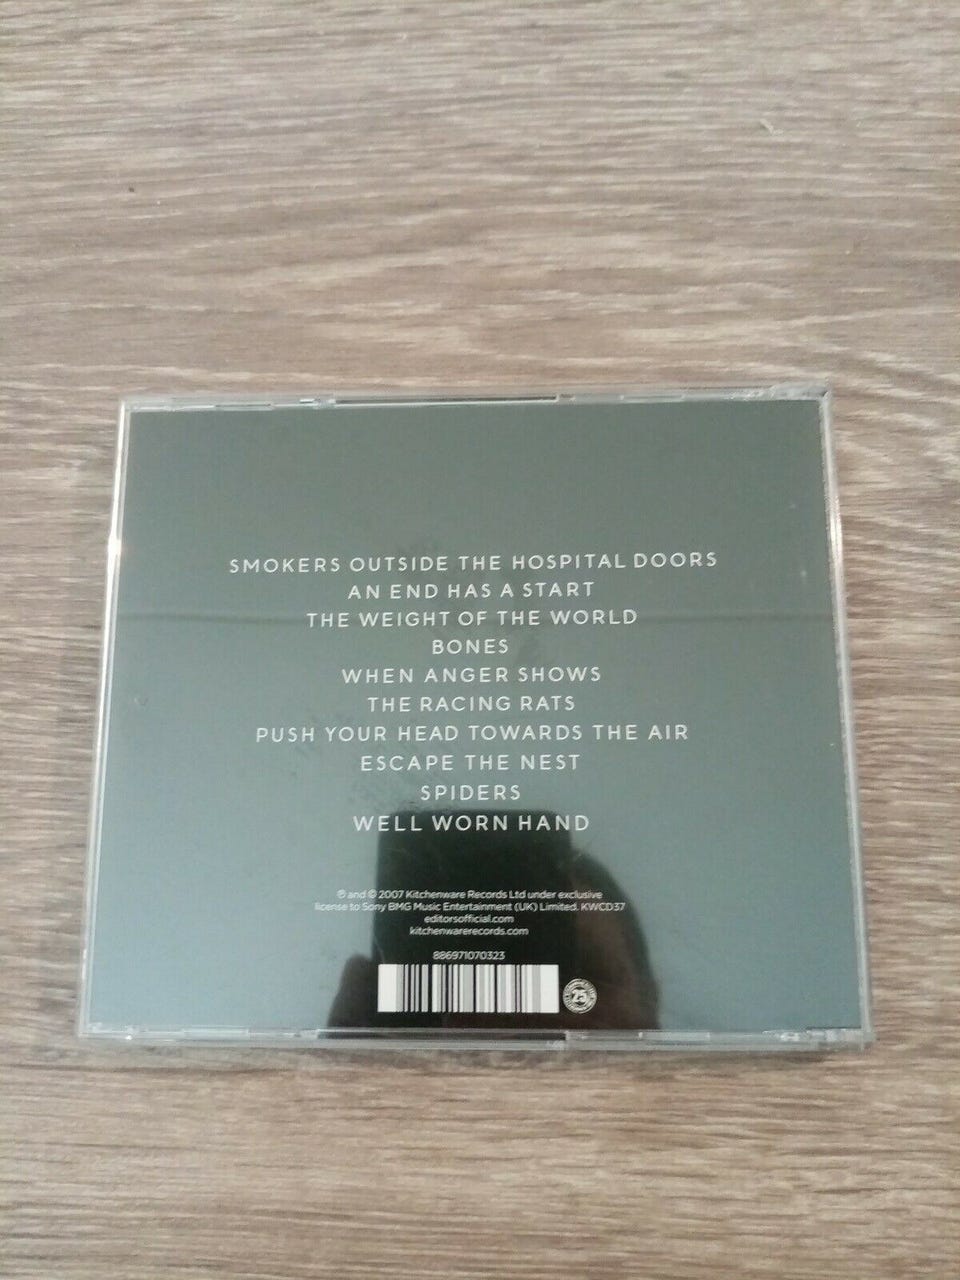 SMOKERS OUTSIDE THE HOSPITAL DOORS
AN END HAS A START
THE WEIGHT OF THE WORLD
BONES
WHEN ANGER SHOWS
THE RACING RATS
PUSH YOUR HEAD TOWARDS THE AIR
ESCAPE THE NEST
SPIDERS
WELL WORN HAND
℗ and © 2007 Kitchenware Records Ltd under exclusive
license to Sony BMG Music Entertainment (UK) Limited. KWCD37
editorsofficial.com
kitchenwarerecords.com
886971070323
25